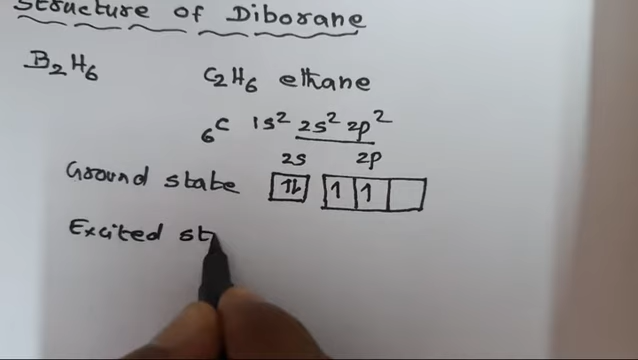 Structure of Diborane
B2H6 C2H6 ethane
6C 1s2 2s2 2p2
2s 2p
Ground state 1⇂ 1 1
Excited st